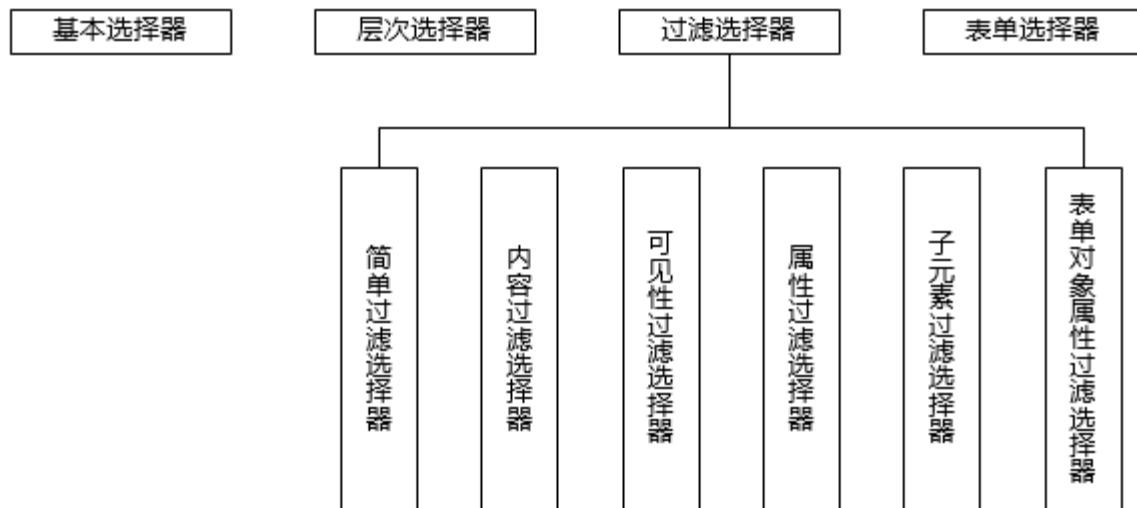 基本选择器
层次选择器
过滤选择器
表单选择器
简单过滤选择器
内容过滤选择器
可见性过滤选择器
属性过滤选择器
子元素过滤选择器
表单对象属性过滤选择器